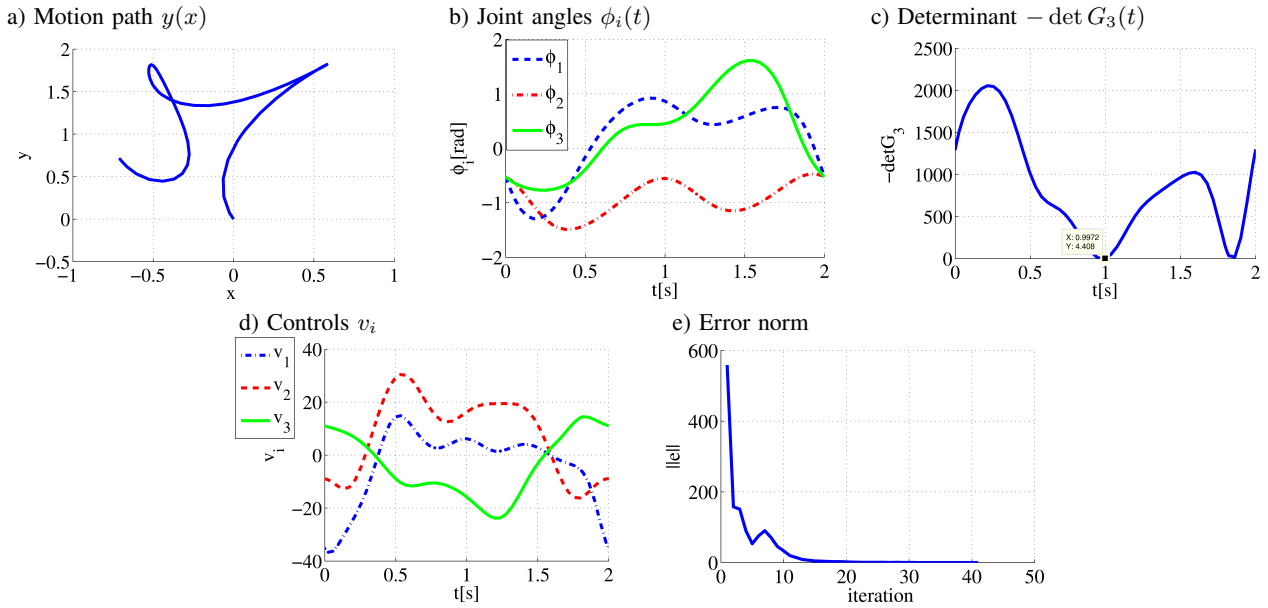 a) Motion path y(x)
2
1.5
1
0.5
0
−0.5
−1 −0.5 0 0.5 1
x
y
b) Joint angles ϕi(t)
ϕ1
ϕ2
ϕ3
2
1
0
−1
−2
0 0.5 1 1.5 2
t[s]
ϕi[rad]
c) Determinant − det G3(t)
2500
2000
1500
1000
500
0
X: 0.9972
Y: 4.408
0 0.5 1 1.5 2
t[s]
−detG3
d) Controls vi
v1
v2
v3
40
20
0
−20
−40
0 0.5 1 1.5 2
t[s]
vi
e) Error norm
600
400
200
0
0 10 20 30 40 50
iteration
||e||